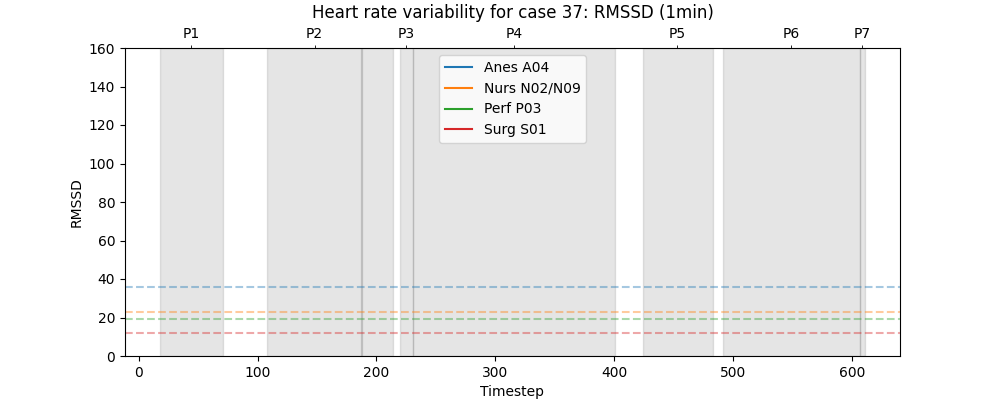 Heart rate variability for case 37: RMSSD (1min)
P1 P2 P3 P4 P5 P6 P7
160
140
120
100
80
60
40
20
0
RMSSD
Anes A04
Nurs N02/N09
Perf P03
Surg S01
0 100 200 300 400 500 600
Timestep